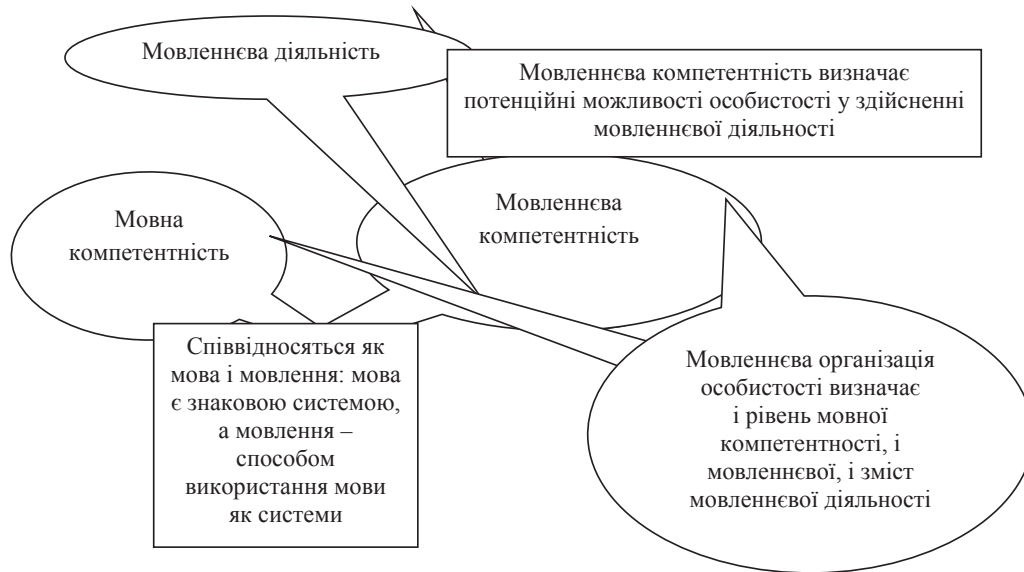 Мовленнєва діяльність
Мовленнєва компетентність визначає
потенційні можливості особистості у здійсненні
мовленнєвої діяльності
Мовна
компетентність
Мовленнєва
компетентність
Співвідносяться як
мова і мовлення: мова
є знаковою системою,
а мовлення –
способом
використання мови
як системи
Мовленнєва організація
особистості визначає
і рівень мовної
компетентності, і
мовленнєвої, і зміст
мовленнєвої діяльності